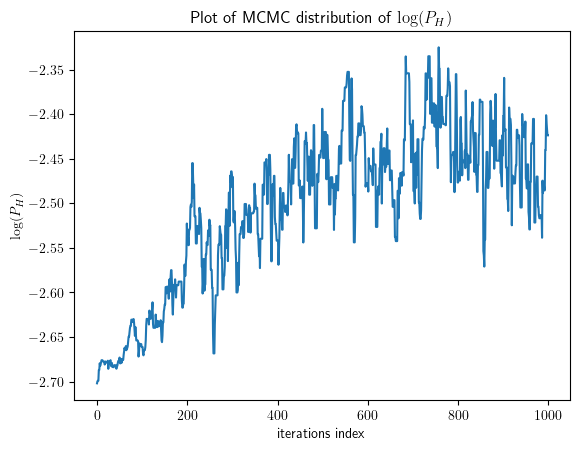 Plot of MCMC distribution of log(P_H)
log(P_H)
−2.35
−2.40
−2.45
−2.50
−2.55
−2.60
−2.65
−2.70
0 200 400 600 800 1000
iterations index